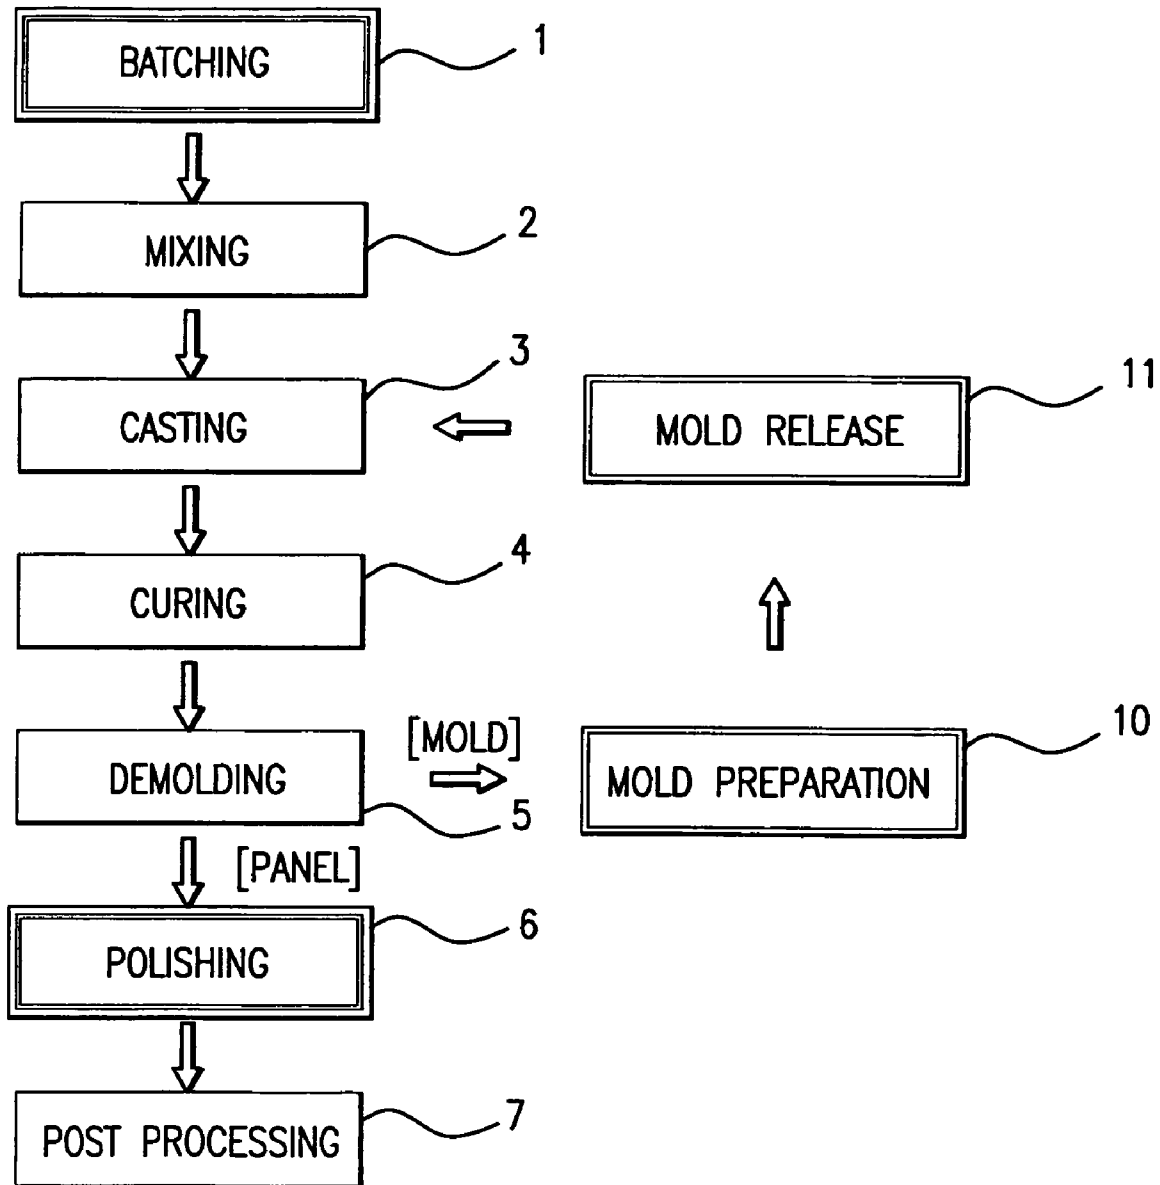 BATCHING
1
MIXING
2
CASTING
3
MOLD RELEASE
11
CURING
4
DEMOLDING
5
[MOLD]
MOLD PREPARATION
10
[PANEL]
POLISHING
6
POST PROCESSING
7